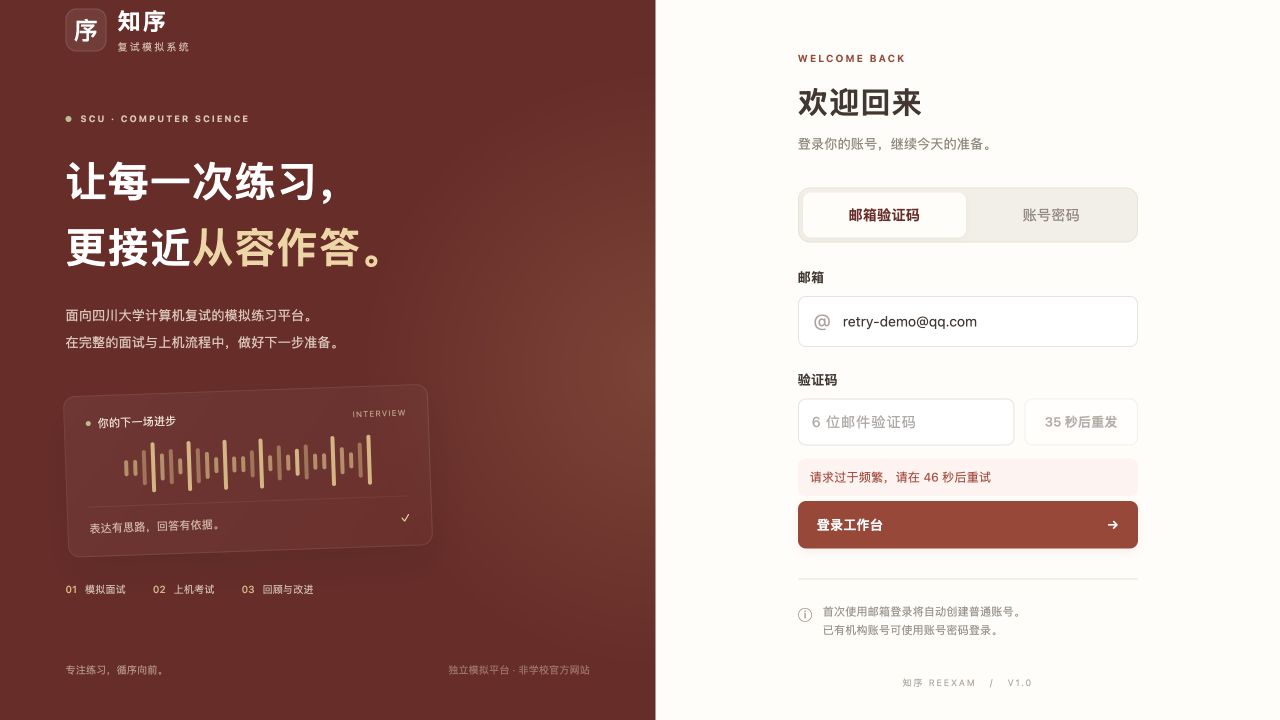 序
知序
复试模拟系统
SCU · COMPUTER SCIENCE
让每一次练习，
更接近从容作答。
面向四川大学计算机复试的模拟练习平台。
在完整的面试与上机流程中，做好下一步准备。
你的下一场进步
INTERVIEW
表达有思路，回答有依据。
01 模拟面试 02 上机考试 03 回顾与改进
专注练习，循序向前。
独立模拟平台 · 非学校官方网站
WELCOME BACK
欢迎回来
登录你的账号，继续今天的准备。
邮箱验证码 账号密码
邮箱
@ retry-demo@qq.com
验证码
6 位邮件验证码 35 秒后重发
请求过于频繁，请在 46 秒后重试
登录工作台 →
首次使用邮箱登录将自动创建普通账号。
已有机构账号可使用账号密码登录。
知序 REEXAM / V1.0